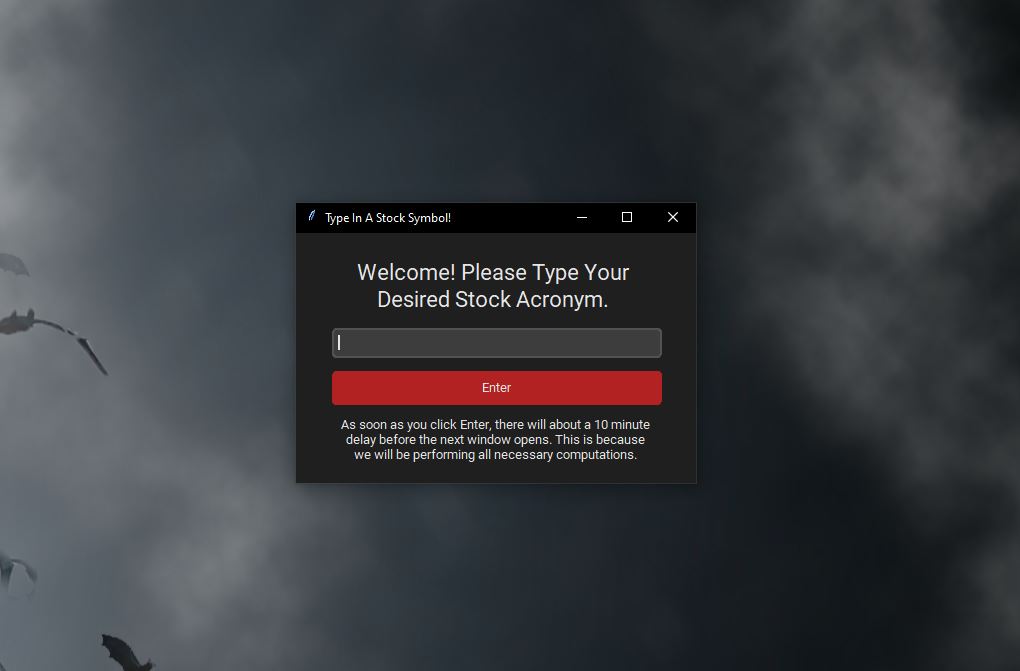 Type In A Stock Symbol!
Welcome! Please Type Your
Desired Stock Acronym.
Enter
As soon as you click Enter, there will about a 10 minute
delay before the next window opens. This is because
we will be performing all necessary computations.